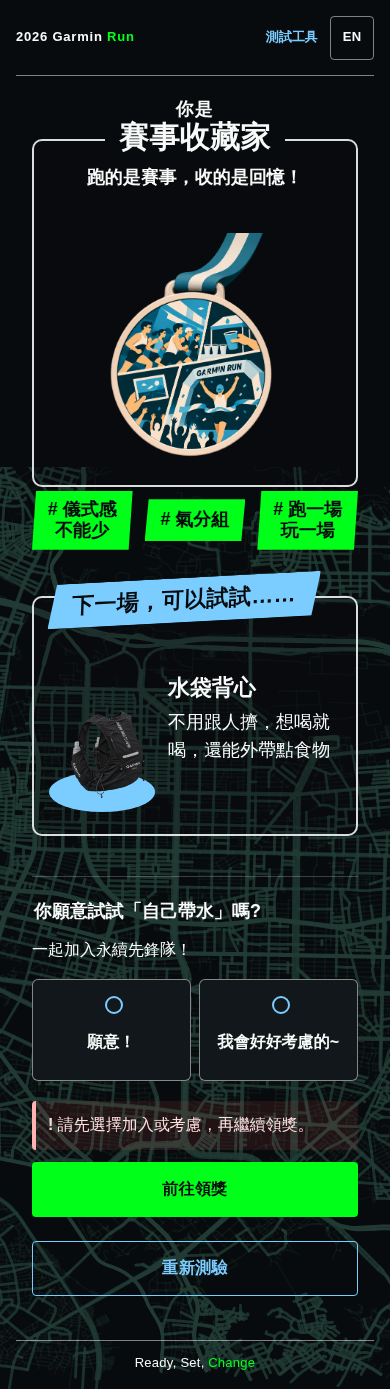 2026 Garmin Run
測試工具
EN
你是
賽事收藏家
跑的是賽事，收的是回憶！
GARMIN RUN
# 儀式感
不能少
# 氣分組
# 跑一場
玩一場
下一場，可以試試……
水袋背心
不用跟人擠，想喝就
喝，還能外帶點食物
你願意試試「自己帶水」嗎?
一起加入永續先鋒隊！
願意！
我會好好考慮的~
! 請先選擇加入或考慮，再繼續領獎。
前往領獎
重新測驗
Ready, Set, Change